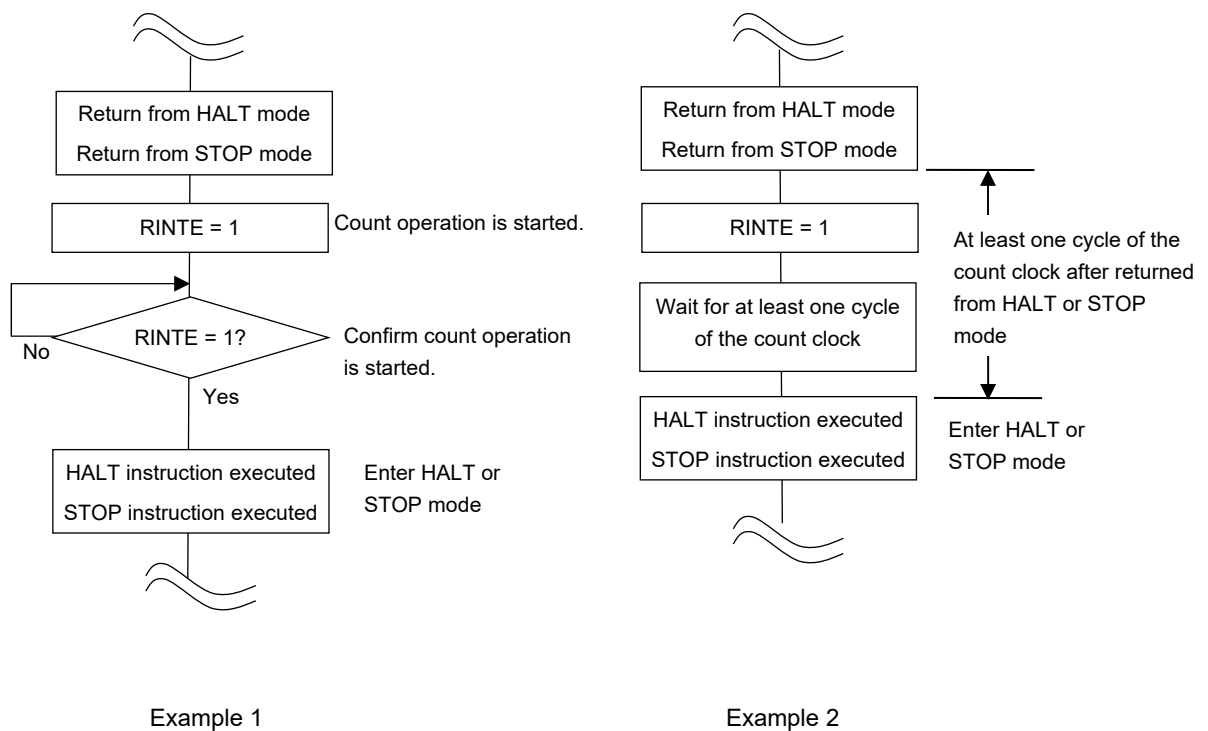 Return from HALT mode
Return from STOP mode
RINTE = 1
Count operation is started.
RINTE = 1?
No
Confirm count operation
is started.
Yes
HALT instruction executed
STOP instruction executed
Enter HALT or
STOP mode
Example 1
Return from HALT mode
Return from STOP mode
RINTE = 1
Wait for at least one cycle
of the count clock
At least one cycle of the
count clock after returned
from HALT or STOP
mode
HALT instruction executed
STOP instruction executed
Enter HALT or
STOP mode
Example 2